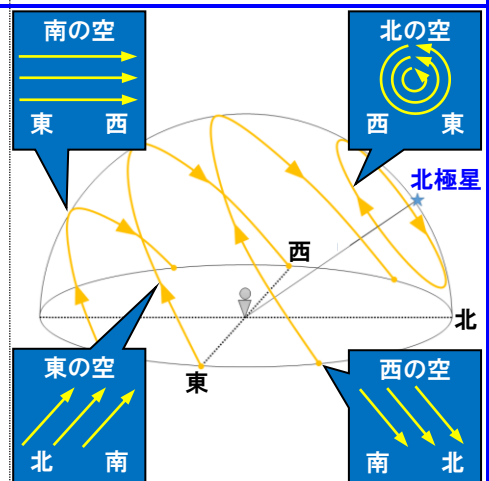 南の空
東 西
北の空
西 東
北極星
西
北
東
東の空
北 南
西の空
南 北